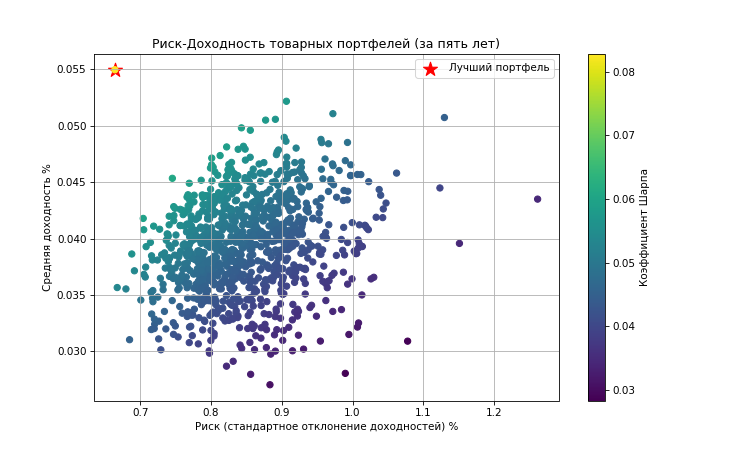 Риск-Доходность товарных портфелей (за пять лет)
Лучший портфель
Средняя доходность %
0.055
0.050
0.045
0.040
0.035
0.030
0.7 0.8 0.9 1.0 1.1 1.2
Риск (стандартное отклонение доходностей) %
0.08
0.07
0.06
0.05
0.04
0.03
Коэффициент Шарпа